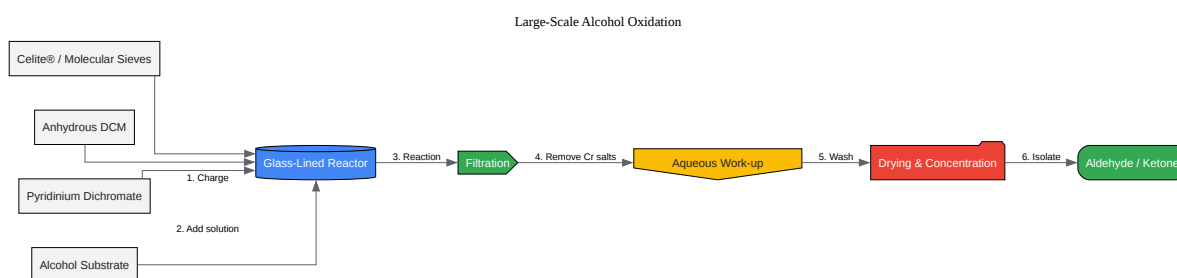 Large-Scale Alcohol Oxidation
Celite® / Molecular Sieves
Anhydrous DCM
Pyridinium Dichromate
Alcohol Substrate
1. Charge
2. Add solution
Glass-Lined Reactor
3. Reaction
Filtration
4. Remove Cr salts
Aqueous Work-up
5. Wash
Drying & Concentration
6. Isolate
Aldehyde / Ketone